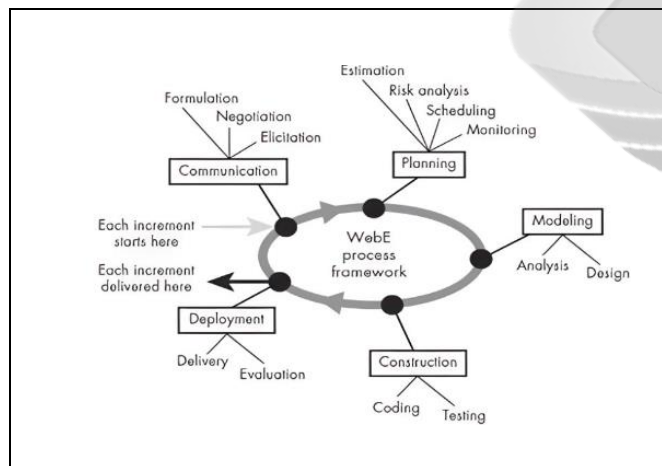 Estimation
Risk analysis
Scheduling
Monitoring
Planning
Formulation
Negotiation
Elicitation
Communication
Each increment
starts here
WebE
process
framework
Modeling
Analysis
Design
Each increment
delivered here
Deployment
Delivery
Evaluation
Construction
Coding
Testing